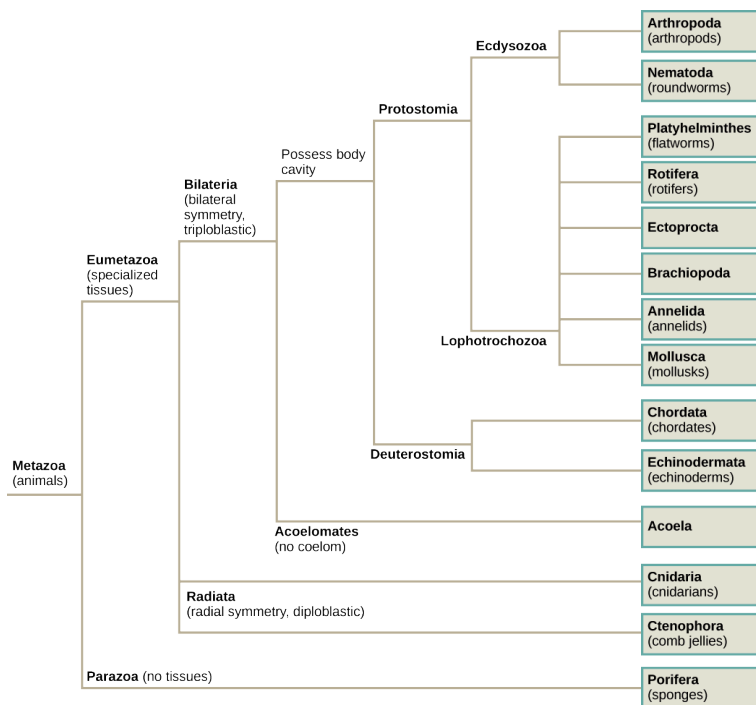 Arthropoda
(arthropods)
Ecdysozoa
Nematoda
(roundworms)
Protostomia
Platyhelminthes
(flatworms)
Possess body
cavity
Rotifera
(rotifers)
Bilateria
(bilateral
symmetry,
triploblastic)
Ectoprocta
Eumetazoa
(specialized
tissues)
Brachiopoda
Annelida
(annelids)
Lophotrochozoa
Mollusca
(mollusks)
Chordata
(chordates)
Deuterostomia
Echinodermata
(echinoderms)
Metazoa
(animals)
Acoelomates
(no coelom)
Acoela
Cnidaria
(cnidarians)
Radiata
(radial symmetry, diploblastic)
Ctenophora
(comb jellies)
Parazoa (no tissues)
Porifera
(sponges)